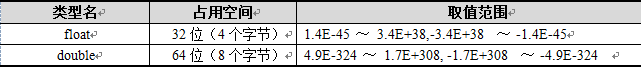 类型名 占用空间 取值范围
float 32 位（4 个字节） 1.4E-45 ～ 3.4E+38,-3.4E+38 ～ -1.4E-45
double 64 位（8 个字节） 4.9E-324 ～ 1.7E+308, -1.7E+308 ～ -4.9E-324